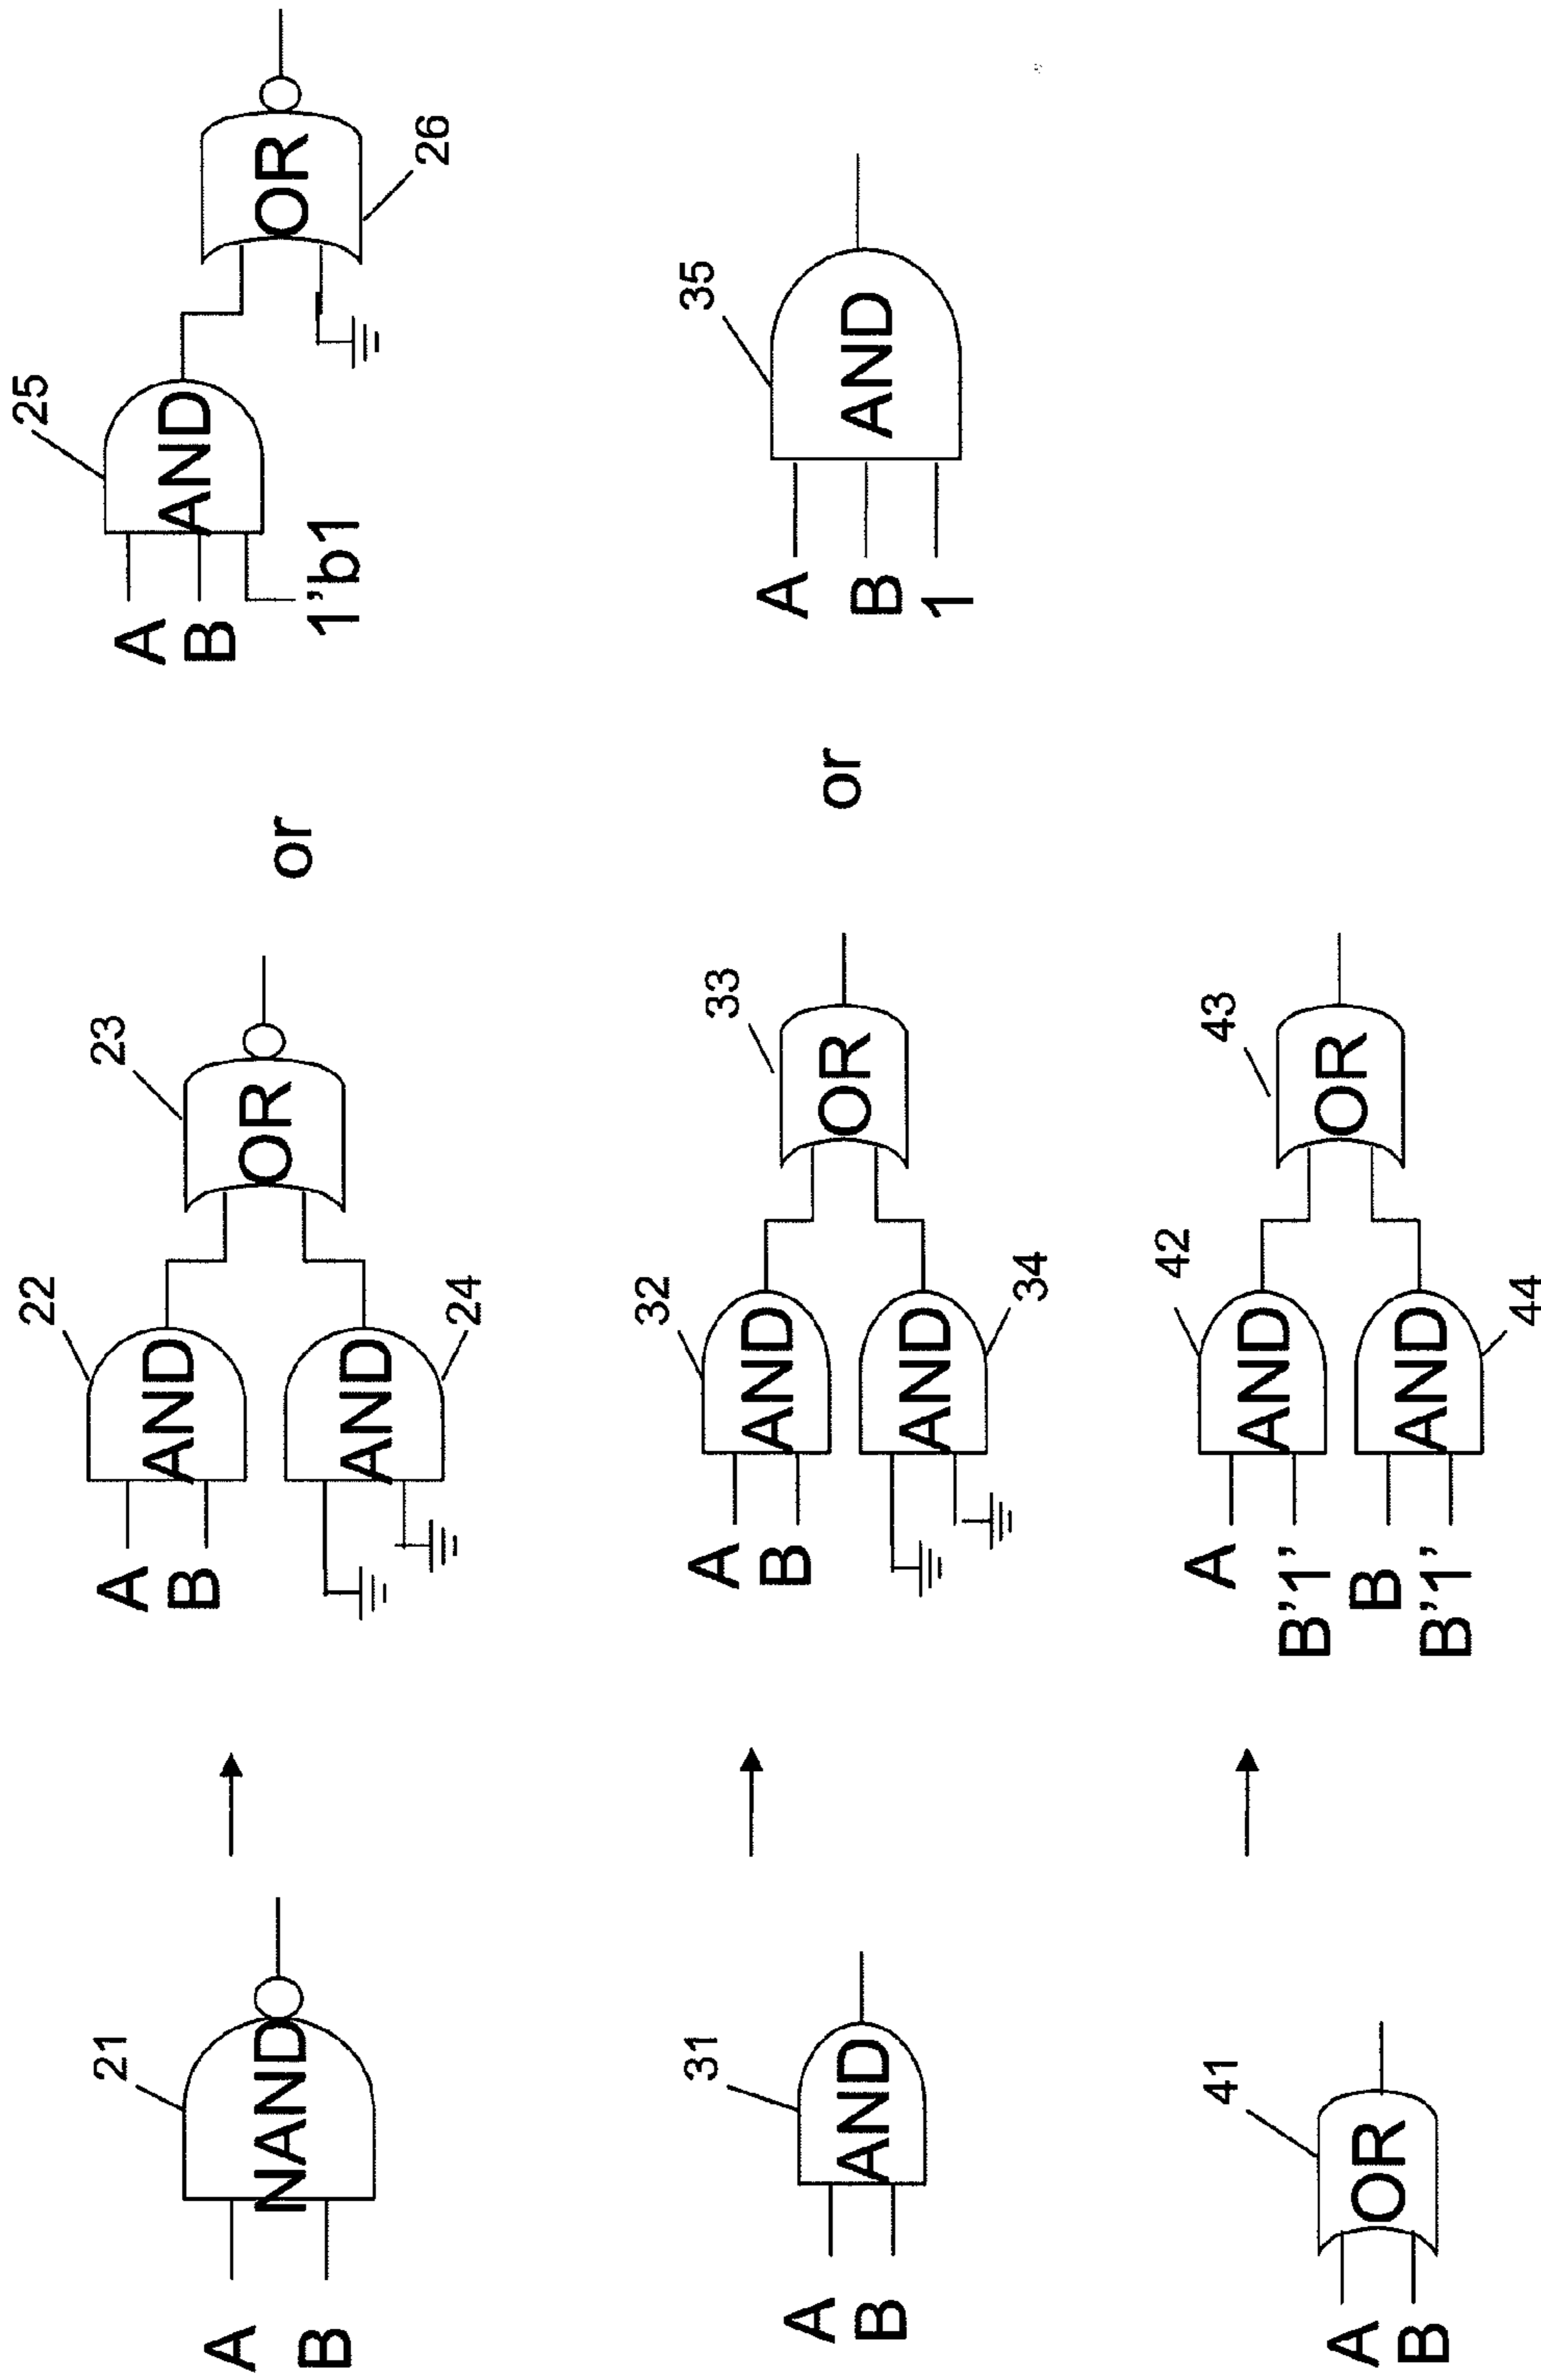 21
A
B
NAND
22
A
B
AND
23
OR
24
AND
or
25
A
B
1'b1
AND
26
OR
31
A
B
AND
32
A
B
AND
33
OR
34
AND
or
35
A
B
1
AND
41
A
B
OR
42
A
B'1'
AND
43
OR
B
B'1'
AND
44